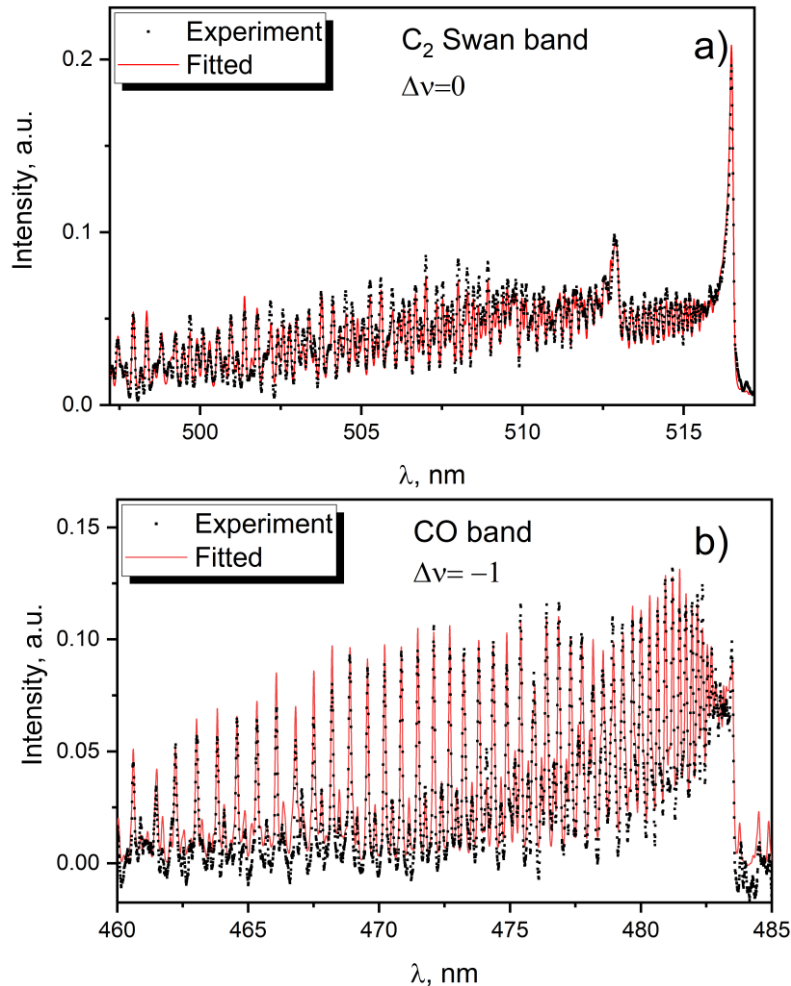 Experiment
Fitted
C₂ Swan band
Δν=0
a)
0.2
0.1
0.0
Intensity, a.u.
500
505
510
515
λ, nm
Experiment
Fitted
CO band
Δν= −1
b)
0.15
0.10
0.05
0.00
Intensity, a.u.
460
465
470
475
480
485
λ, nm